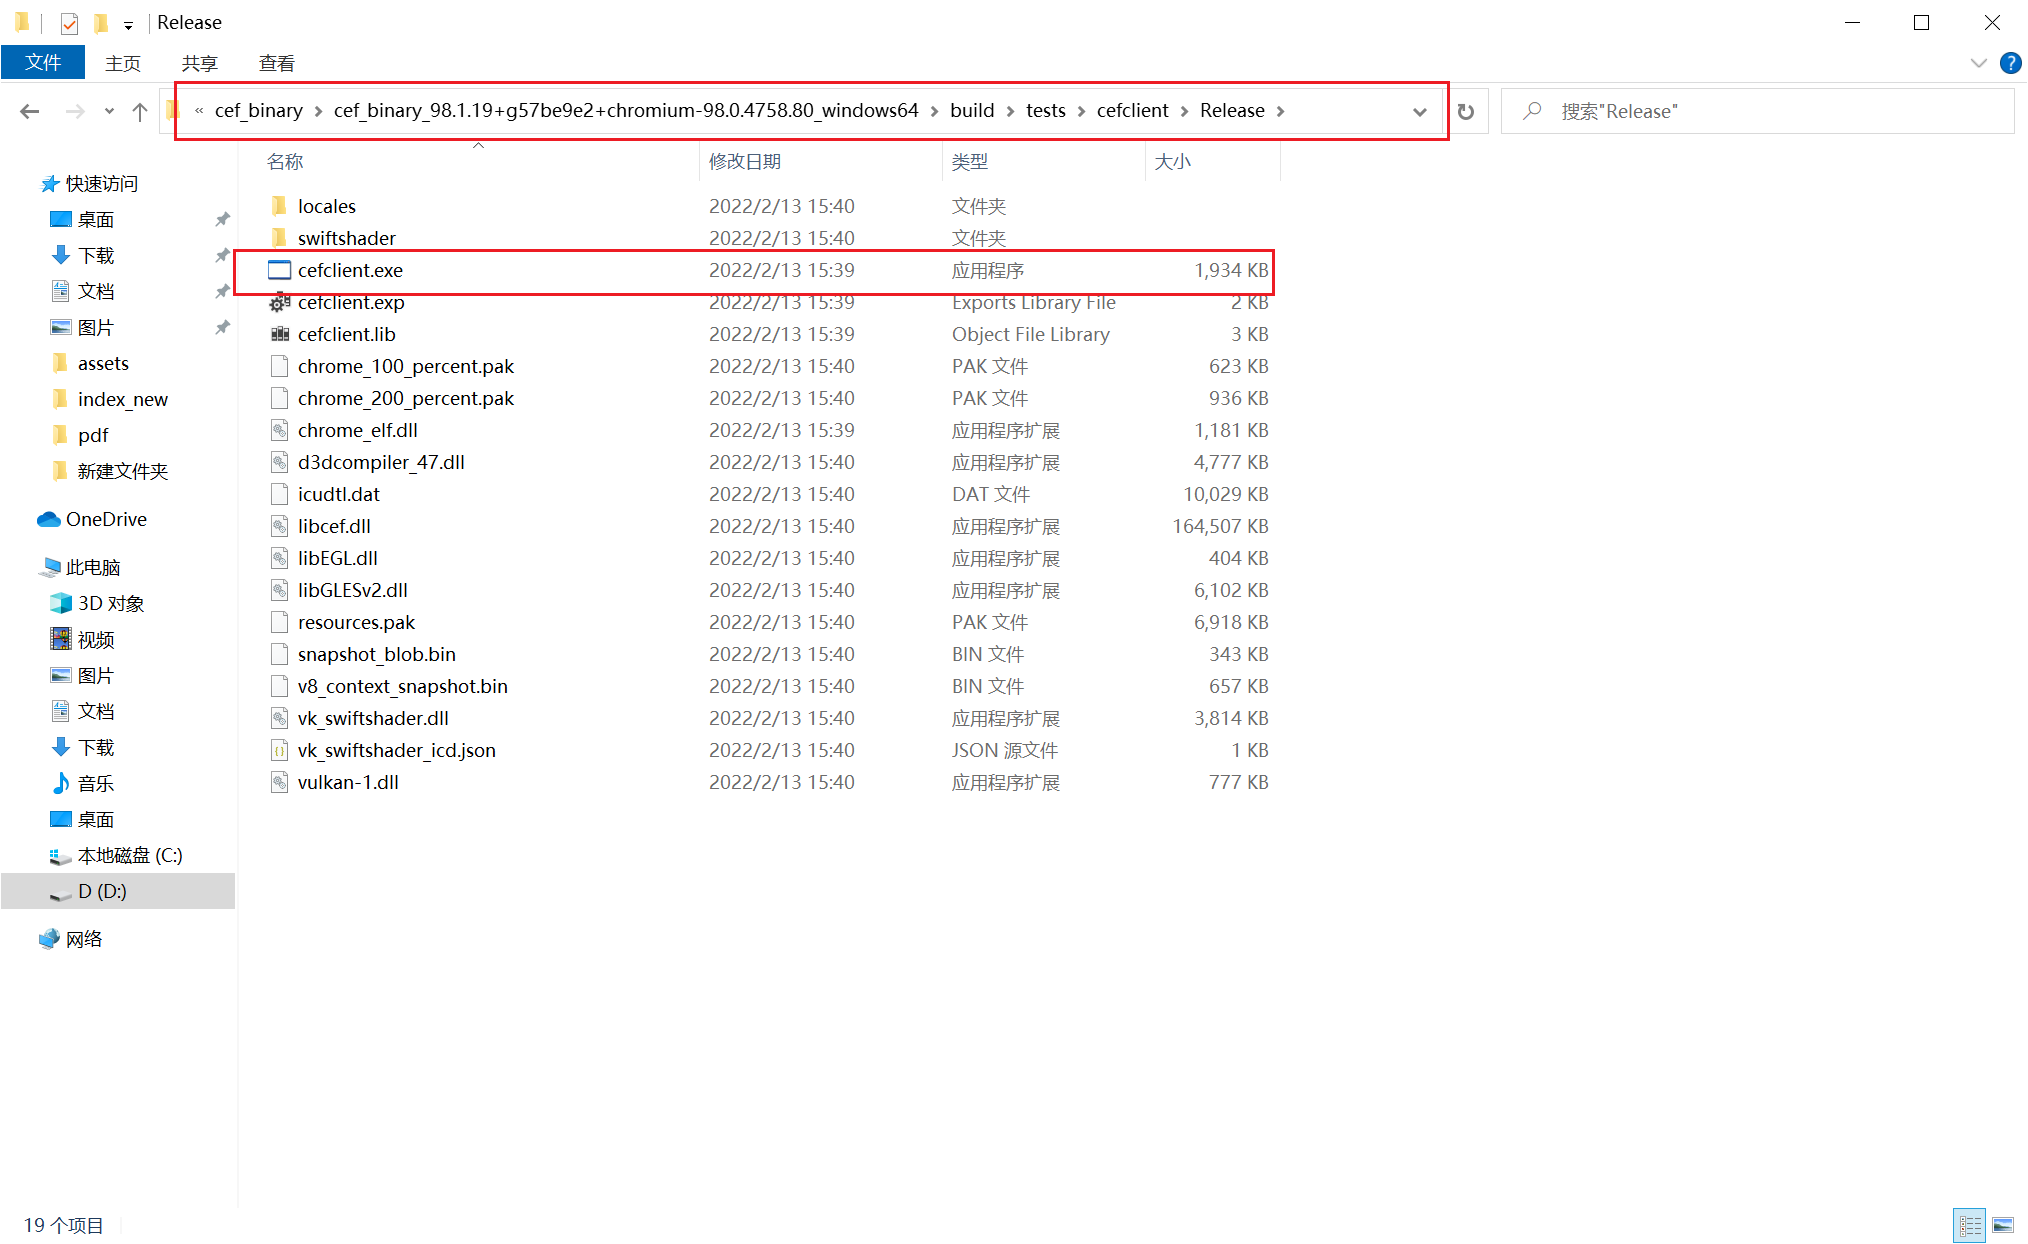 Release
文件 主页 共享 查看
« cef_binary › cef_binary_98.1.19+g57be9e2+chromium-98.0.4758.80_windows64 › build › tests › cefclient › Release ›
搜索"Release"
名称 修改日期 类型 大小
快速访问
桌面
下载
文档
图片
assets
index_new
pdf
新建文件夹
OneDrive
此电脑
3D 对象
视频
图片
文档
下载
音乐
桌面
本地磁盘 (C:)
D (D:)
网络
locales 2022/2/13 15:40 文件夹
swiftshader 2022/2/13 15:40 文件夹
cefclient.exe 2022/2/13 15:39 应用程序 1,934 KB
cefclient.exp 2022/2/13 15:39 Exports Library File 2 KB
cefclient.lib 2022/2/13 15:39 Object File Library 3 KB
chrome_100_percent.pak 2022/2/13 15:40 PAK 文件 623 KB
chrome_200_percent.pak 2022/2/13 15:40 PAK 文件 936 KB
chrome_elf.dll 2022/2/13 15:39 应用程序扩展 1,181 KB
d3dcompiler_47.dll 2022/2/13 15:40 应用程序扩展 4,777 KB
icudtl.dat 2022/2/13 15:40 DAT 文件 10,029 KB
libcef.dll 2022/2/13 15:40 应用程序扩展 164,507 KB
libEGL.dll 2022/2/13 15:40 应用程序扩展 404 KB
libGLESv2.dll 2022/2/13 15:40 应用程序扩展 6,102 KB
resources.pak 2022/2/13 15:40 PAK 文件 6,918 KB
snapshot_blob.bin 2022/2/13 15:40 BIN 文件 343 KB
v8_context_snapshot.bin 2022/2/13 15:40 BIN 文件 657 KB
vk_swiftshader.dll 2022/2/13 15:40 应用程序扩展 3,814 KB
vk_swiftshader_icd.json 2022/2/13 15:40 JSON 源文件 1 KB
vulkan-1.dll 2022/2/13 15:40 应用程序扩展 777 KB
19 个项目